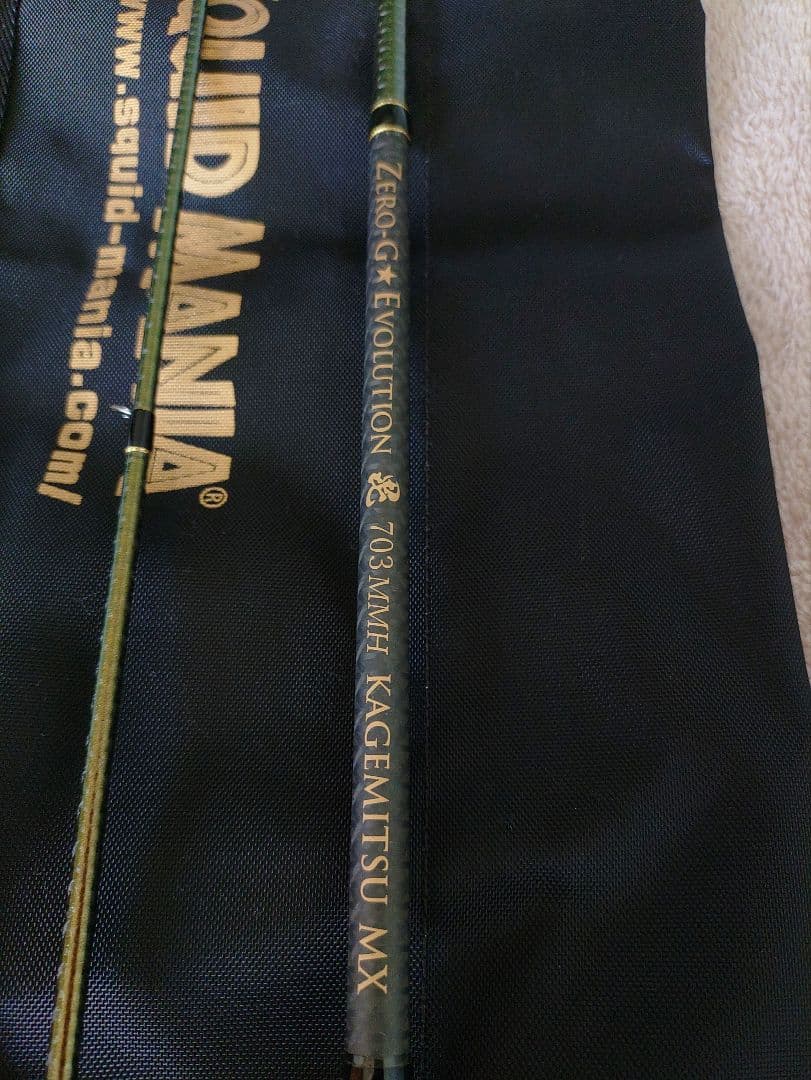 SQUID MANIA®
www.squid-mania.com/
ZERO-G★EVOLUTION 703MMH KAGEMITSU MX